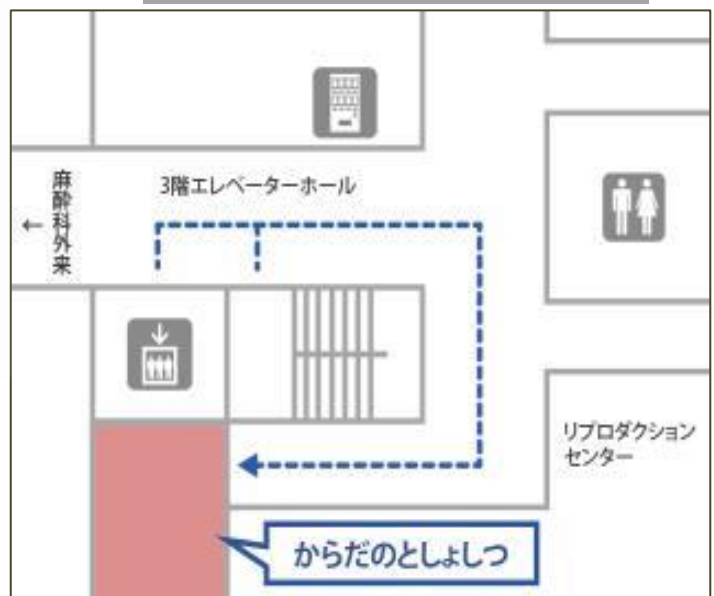 麻酔科外来
←
3階エレベーターホール
リプロダクション
センター
からだのとしょしつ